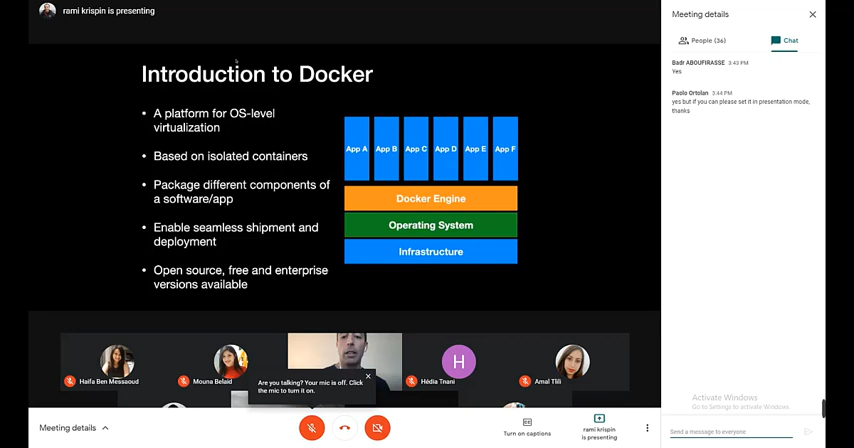 rami krispin is presenting
Introduction to Docker
• A platform for OS-level
virtualization
• Based on isolated containers
• Package different components of
a software/app
• Enable seamless shipment and
deployment
• Open source, free and enterprise
versions available
App A
App B
App C
App D
App E
App F
Docker Engine
Operating System
Infrastructure
Haifa Ben Messaoud
Mouna Belaid
H
Hédia Tnani
Amal Tlili
Are you talking? Your mic is off. Click
the mic to turn it on.
Meeting details
Turn on captions
rami krispin
is presenting
Meeting details
People (36)
Chat
Badr ABOUFIRASSE 3:43 PM
Yes
Paolo Ortolan 3:44 PM
yes but if you can please set it in presentation mode,
thanks
Activate Windows
Go to Settings to activate Windows.
Send a message to everyone